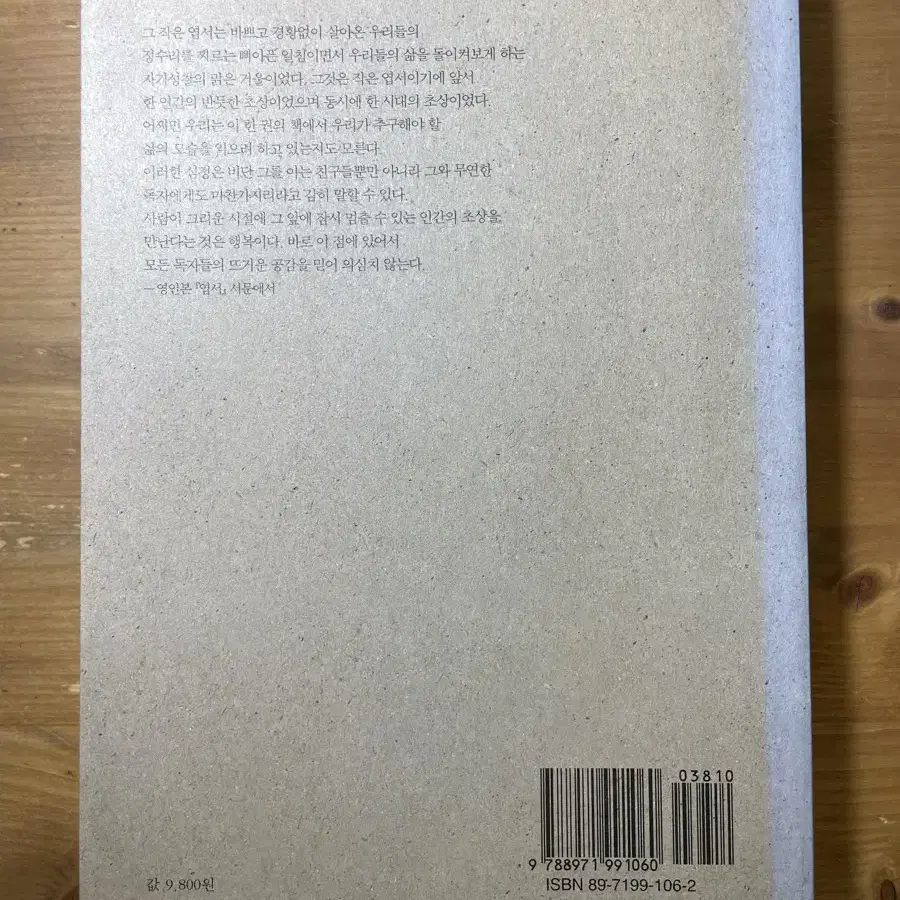 그 작은 엽서는 바쁘고 경황없이 살아온 우리들의
정수리를 찌르는 뼈아픈 일침이면서 우리들의 삶을 돌이켜보게 하는
자기성찰의 맑은 거울이었다. 그것은 작은 엽서이기에 앞서
한 인간의 반듯한 초상이었으며 동시에 한 시대의 초상이었다.
어쩌면 우리는 이 한 권의 책에서 우리가 추구해야 할
삶의 모습을 읽으려 하고 있는지도 모른다.
이러한 심정은 비단 그를 아는 친구들뿐만 아니라 그와 무연한
독자에게도 마찬가지리라고 감히 말할 수 있다.
사람이 그리운 시절에 그 앞에 잠시 멈출 수 있는 인간의 초상을
만난다는 것은 행복이다. 바로 이 점에 있어서
모든 독자들의 뜨거운 공감을 믿어 의심치 않는다.
— 영인본 『엽서』 서문에서
03810
9 788971 991060
값 9,800원
ISBN 89-7199-106-2